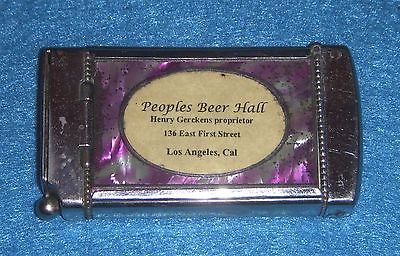 Peoples Beer Hall
Henry Gerckens proprietor
136 East First Street
Los Angeles, Cal